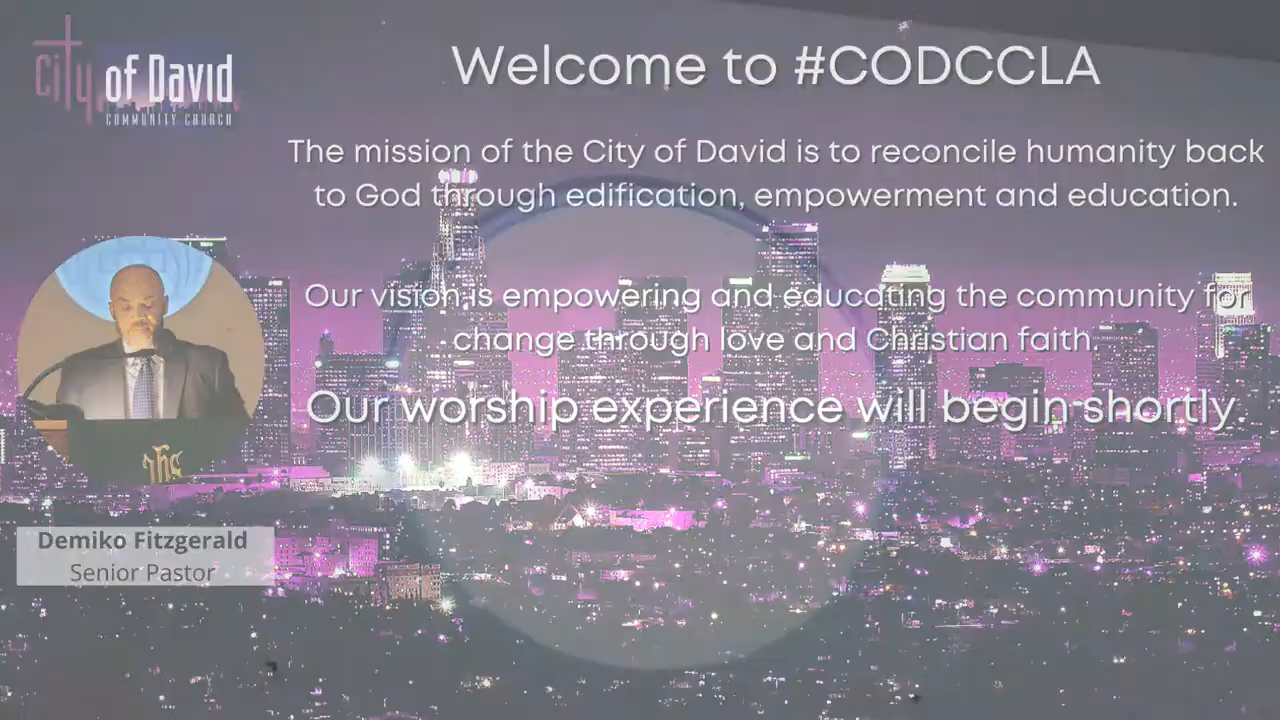 City of David
COMMUNITY CHURCH
Welcome to #CODCCLA
The mission of the City of David is to reconcile humanity back
to God through edification, empowerment and education.
Our vision is empowering and educating the community for
change through love and Christian faith.
Our worship experience will begin shortly.
Demiko Fitzgerald
Senior Pastor